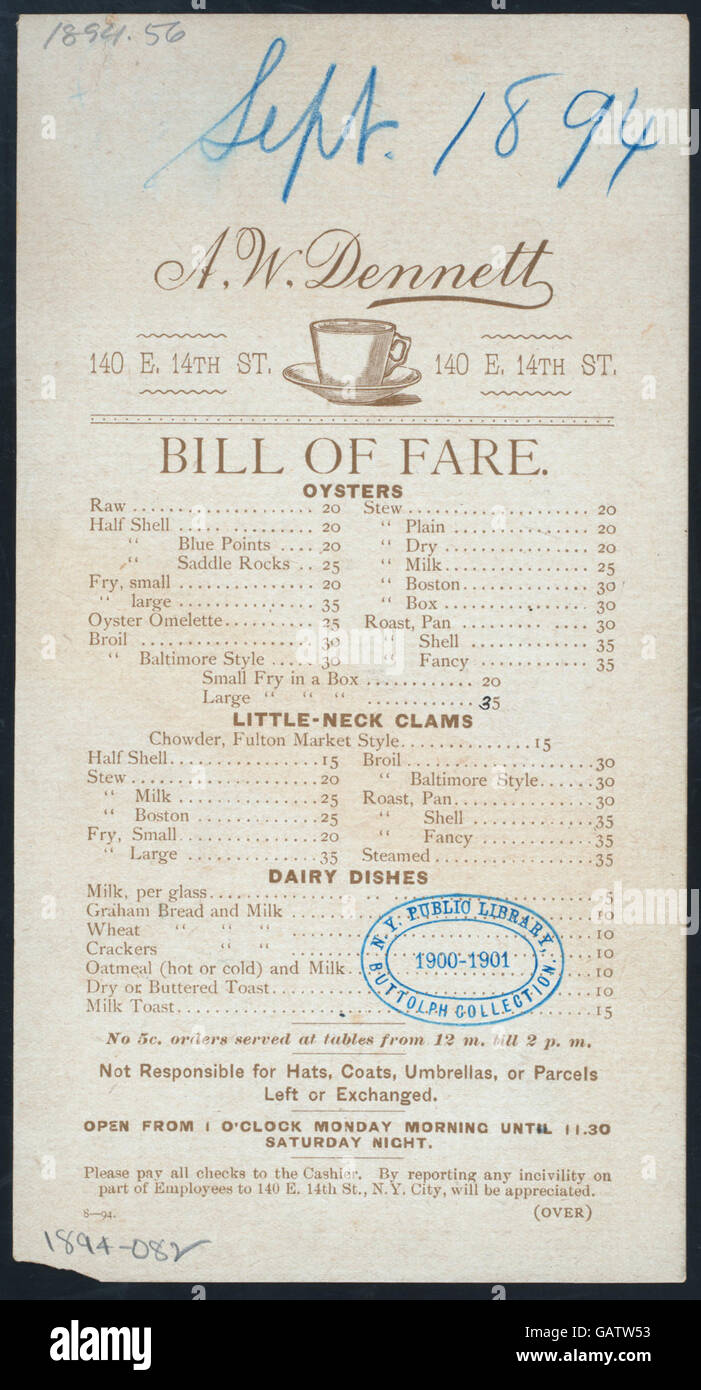 1894.56
Sept. 1894
A. W. Dennett
140 E. 14TH ST. 140 E. 14TH ST.
BILL OF FARE.
OYSTERS
Raw .................... 20 Stew .................... 20
Half Shell .................... 20 “ Plain .................... 20
“ Blue Points .... 20 “ Dry .................... 20
“ Saddle Rocks .. 25 “ Milk .................... 25
Fry, small .................... 20 “ Boston .................... 30
“ large .................... 35 “ Box .................... 30
Oyster Omelette .......... 25 Roast, Pan .................... 30
Broil .................... 30 “ Shell .................... 35
“ Baltimore Style ..... 30 “ Fancy .................... 35
Small Fry in a Box ............ 20
Large “ “ “ ............ 35
LITTLE-NECK CLAMS
Chowder, Fulton Market Style .............. 15
Half Shell .................... 15 Broil .................... 30
Stew .................... 20 “ Baltimore Style ...... 30
“ Milk .................... 25 Roast, Pan .................... 30
“ Boston .................... 25 “ Shell .................... 35
Fry, Small .................... 20 “ Fancy .................... 35
“ Large .................... 35 Steamed .................... 35
DAIRY DISHES
Milk, per glass .................... 5
Graham Bread and Milk .................... 10
Wheat “ “ “ .................... 10
Crackers “ “ .................... 10
Oatmeal (hot or cold) and Milk .................... 10
Dry or Buttered Toast .................... 10
Milk Toast .................... 15
N.Y. PUBLIC LIBRARY,
1900-1901
BUTTOLPH COLLECTION.
No 5c. orders served at tables from 12 m. till 2 p. m.
Not Responsible for Hats, Coats, Umbrellas, or Parcels
Left or Exchanged.
OPEN FROM 1 O'CLOCK MONDAY MORNING UNTIL 11.30
SATURDAY NIGHT.
Please pay all checks to the Cashier. By reporting any incivility on
part of Employees to 140 E. 14th St., N.Y. City, will be appreciated.
8—94. (OVER)
1894-082
alamy
Image ID: GATW53
www.alamy.com